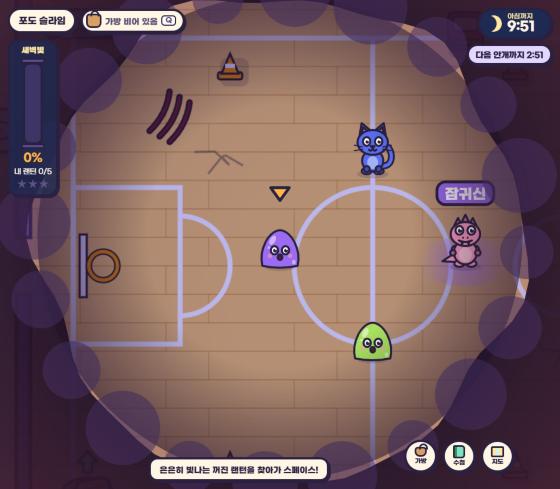 포도 슬라임
가방 비어 있음 Q
아침까지
9:51
다음 안개까지 2:51
새벽빛
0%
내 랜턴 0/5
잠귀신
은은히 빛나는 꺼진 랜턴을 찾아가 스페이스!
가방
수첩
지도